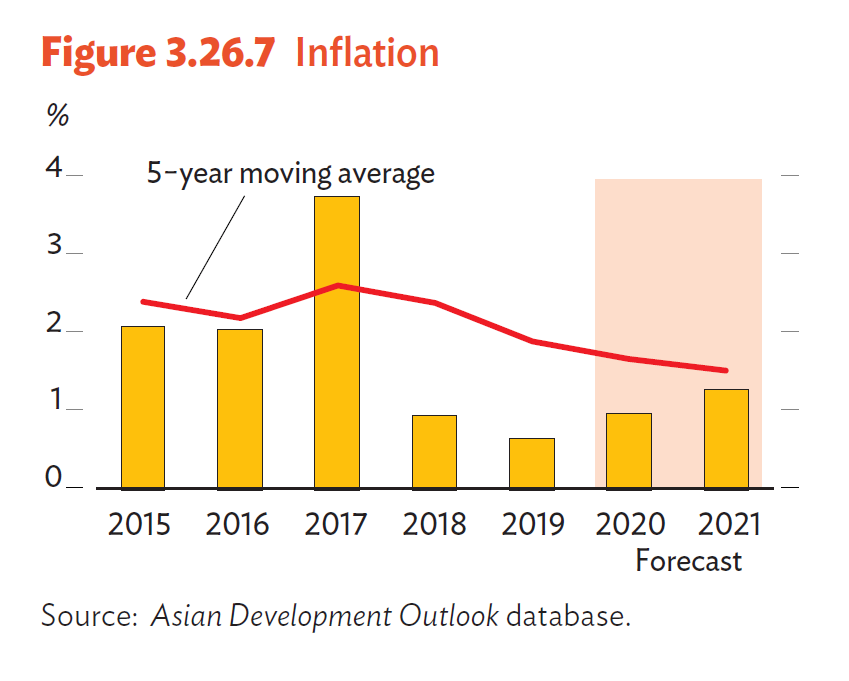 Figure 3.26.7 Inflation
%
5-year moving average
4
3
2
1
0
2015 2016 2017 2018 2019 2020 2021
Forecast
Source: Asian Development Outlook database.